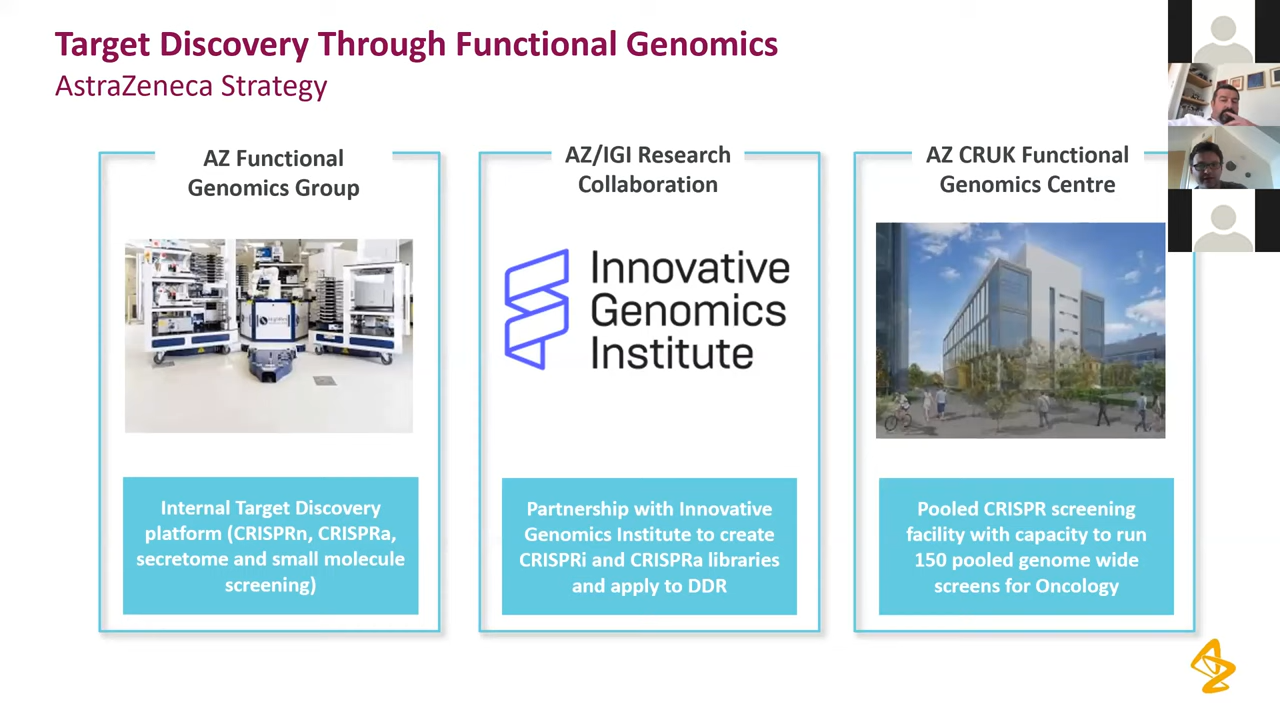 Target Discovery Through Functional Genomics
AstraZeneca Strategy
AZ Functional
Genomics Group
Internal Target Discovery
platform (CRISPRn, CRISPRa,
secretome and small molecule
screening)
AZ/IGI Research
Collaboration
Innovative
Genomics
Institute
Partnership with Innovative
Genomics Institute to create
CRISPRi and CRISPRa libraries
and apply to DDR
AZ CRUK Functional
Genomics Centre
Pooled CRISPR screening
facility with capacity to run
150 pooled genome wide
screens for Oncology